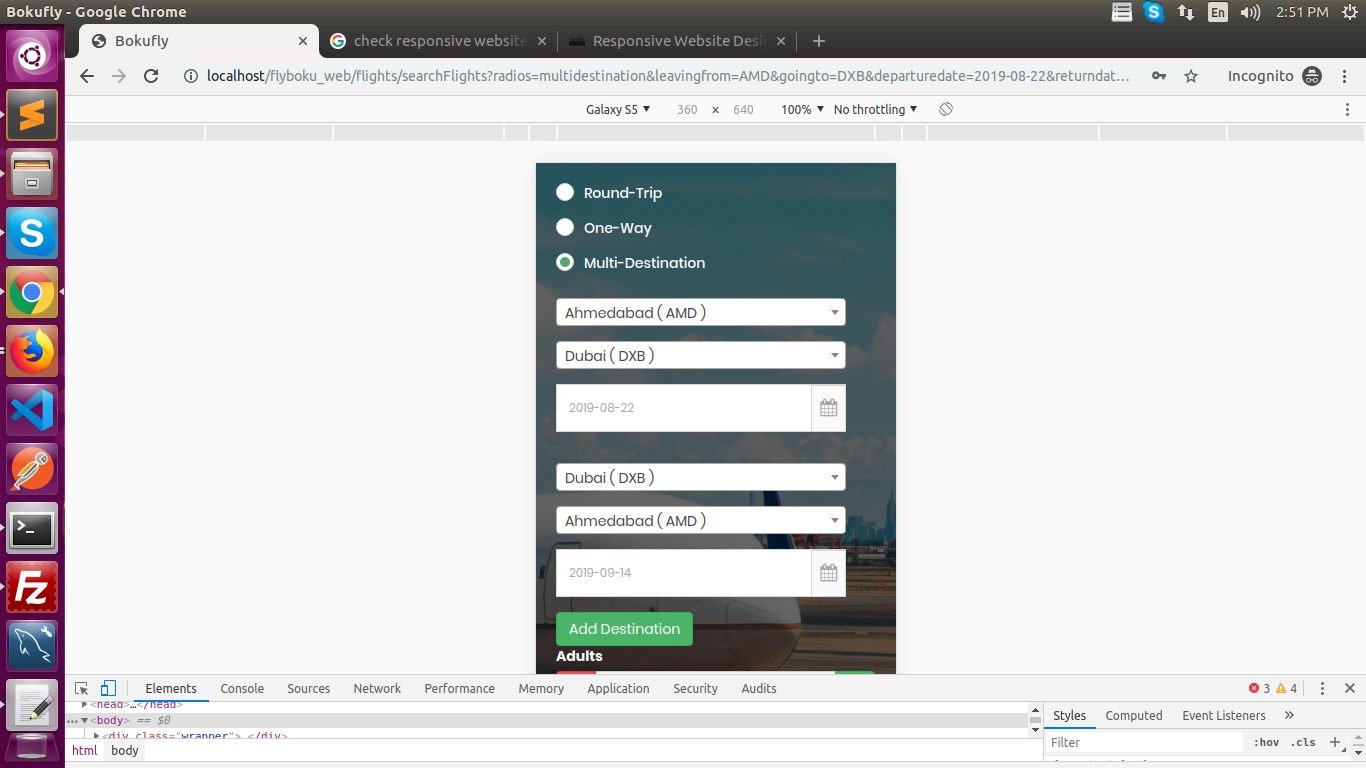 Bokufly - Google Chrome
En
2:51 PM
Bokufly
check responsive website
Responsive Website Desi
localhost/flyboku_web/flights/searchFlights?radios=multidestination&leavingfrom=AMD&goingto=DXB&departuredate=2019-08-22&returndat…
Incognito
Galaxy S5 360 × 640 100% No throttling
Round-Trip
One-Way
Multi-Destination
Ahmedabad ( AMD )
Dubai ( DXB )
2019-08-22
Dubai ( DXB )
Ahmedabad ( AMD )
2019-09-14
Add Destination
Adults
Elements Console Sources Network Performance Memory Application Security Audits 3 4
<head>…</head>
<body> == $0
<div class="wrapper"> </div>
html body
Styles Computed Event Listeners »
Filter :hov .cls +